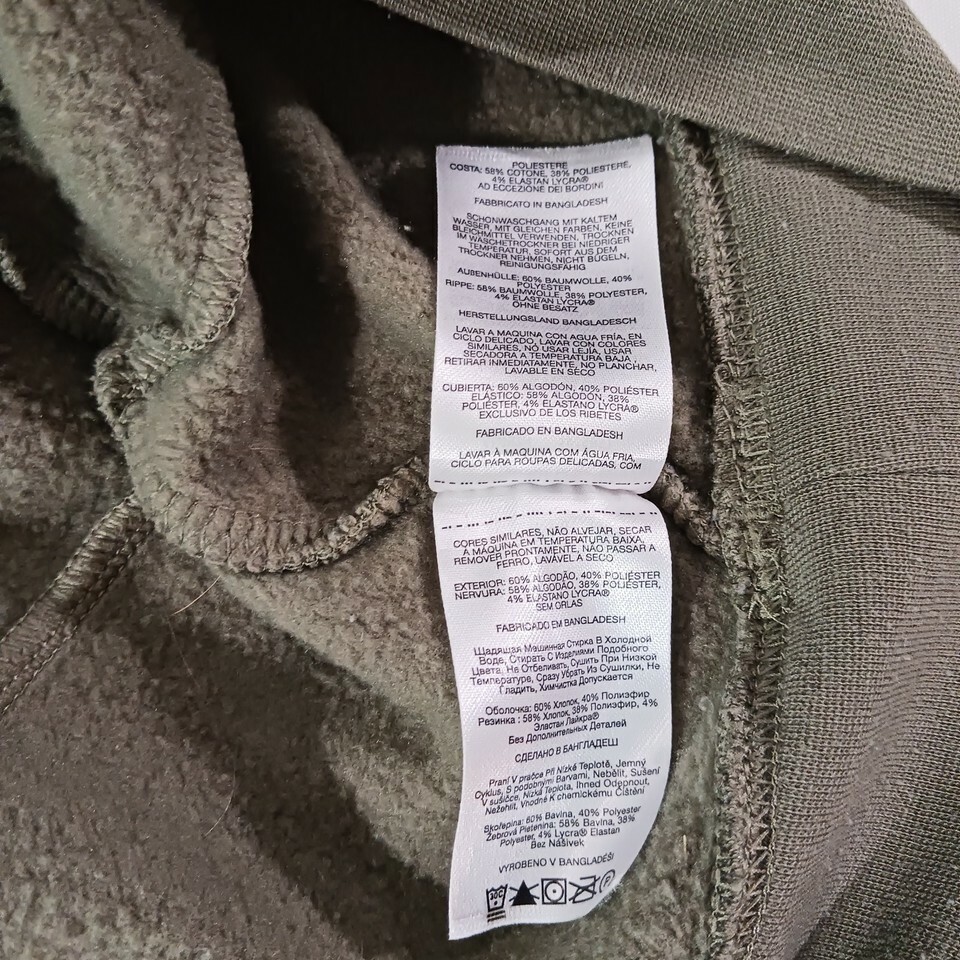 POLIESTERE
COSTA: 58% COTONE, 38% POLIESTERE,
4% ELASTAN LYCRA®
AD ECCEZIONE DEI BORDINI
FABBRICATO IN BANGLADESH
SCHONWASCHGANG MIT KALTEM
WASSER, MIT GLEICHEN FARBEN, KEINE
BLEICHMITTEL VERWENDEN, TROCKNEN
IM WÄSCHETROCKNER BEI NIEDRIGER
TEMPERATUR, SOFORT AUS DEM
TROCKNER NEHMEN, NICHT BÜGELN,
REINIGUNGSFÄHIG
AUßENHÜLLE: 60% BAUMWOLLE, 40%
POLYESTER
RIPPE: 58% BAUMWOLLE, 38% POLYESTER,
4% ELASTAN LYCRA®
OHNE BESATZ
HERSTELLUNGSLAND BANGLADESCH
LAVAR A MAQUINA CON AGUA FRÍA, EN
CICLO DELICADO, LAVAR CON COLORES
SIMILARES, NO USAR LEJÍA, USAR
SECADORA A TEMPERATURA BAJA,
RETIRAR INMEDIATAMENTE, NO PLANCHAR,
LAVABLE EN SECO
CUBIERTA: 60% ALGODÓN, 40% POLIÉSTER
ELÁSTICO: 58% ALGODÓN, 38%
POLIÉSTER, 4% ELASTANO LYCRA®
EXCLUSIVO DE LOS RIBETES
FABRICADO EN BANGLADESH
LAVAR À MAQUINA COM ÁGUA FRIA,
CICLO PARA ROUPAS DELICADAS, COM
CORES SIMILARES, NÃO ALVEJAR, SECAR
A MÁQUINA EM TEMPERATURA BAIXA,
REMOVER PRONTAMENTE, NÃO PASSAR A
FERRO, LAVÁVEL A SECO
EXTERIOR: 60% ALGODÃO, 40% POLIÉSTER
NERVURA: 58% ALGODÃO, 38% POLIÉSTER,
4% ELASTANO LYCRA®
SEM ORLAS
FABRICADO EM BANGLADESH
Щадящая Машинная Стирка В Холодной
Воде, Стирать С Изделиями Подобного
Цвета, Не Отбеливать, Сушить При Низкой
Температуре, Сразу Убрать Из Сушилки, Не
Гладить, Химчистка Допускается
Оболочка: 60% Хлопок, 40% Полиэфир
Резинка : 58% Хлопок, 38% Полиэфир, 4%
Эластан Лайкра®
Без Дополнительных Деталей
СДЕЛАНО В БАНГЛАДЕШ
Praní V pračce Při Nízké Teplotě, Jemný
Cyklus, S podobnými Barvami, Nebělit, Sušení
V sušičce, Nízká Teplota, Ihned Odepnout,
Nežehlit, Vhodné K chemickému Čištění
Skořepina: 60% Bavlna, 40% Polyester
Žebrová Pletenina: 58% Bavlna, 38%
Polyester, 4% Lycra® Elastan
Bez Nášivek
VYROBENO V BANGLADÉŠI
30C
P